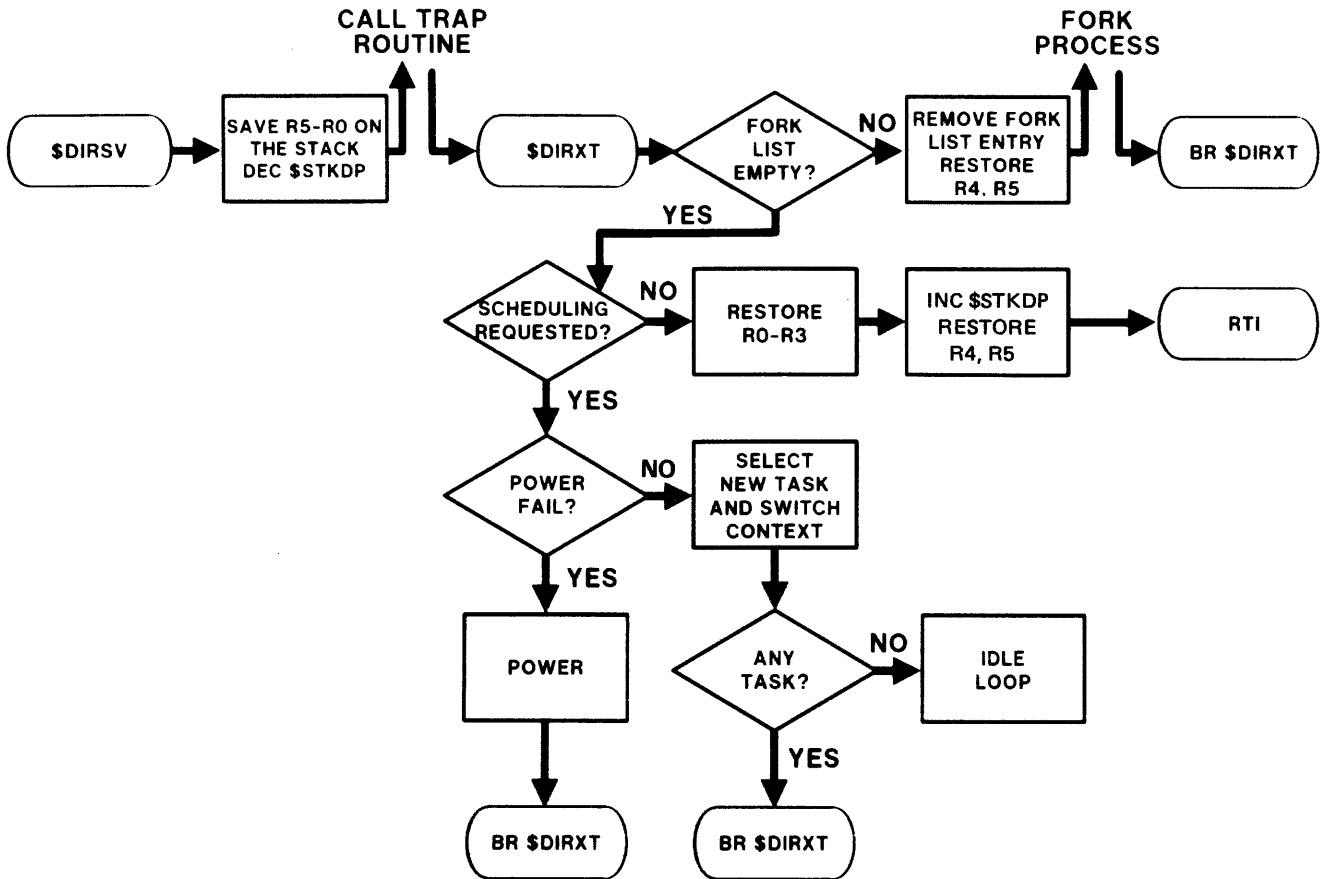 CALL TRAP
ROUTINE
FORK
PROCESS
$DIRSV
SAVE R5-R0 ON
THE STACK
DEC $STKDP
$DIRXT
FORK
LIST
EMPTY?
NO
REMOVE FORK
LIST ENTRY
RESTORE
R4. R5
BR $DIRXT
YES
SCHEDULING
REQUESTED?
NO
RESTORE
R0-R3
INC $STKDP
RESTORE
R4, R5
RTI
YES
POWER
FAIL?
NO
SELECT
NEW TASK
AND SWITCH
CONTEXT
YES
POWER
ANY
TASK?
NO
IDLE
LOOP
YES
BR $DIRXT
BR $DIRXT